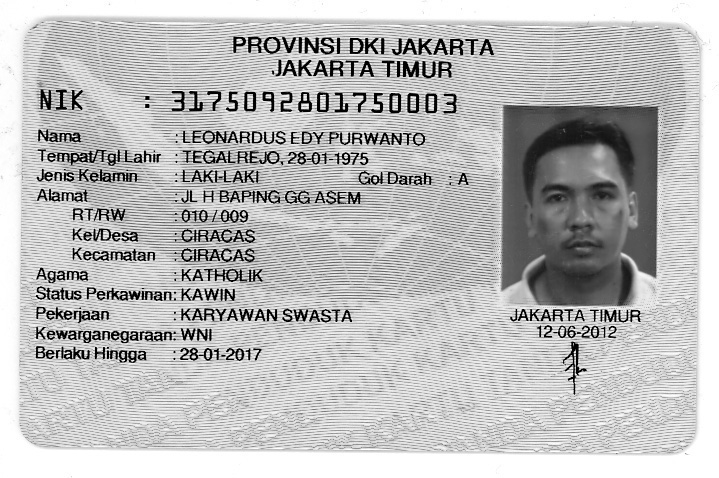 PROVINSI DKI JAKARTA
JAKARTA TIMUR
NIK : 3175092801750003
Nama : LEONARDUS EDY PURWANTO
Tempat/Tgl Lahir : TEGALREJO, 28-01-1975
Jenis Kelamin : LAKI-LAKI Gol Darah : A
Alamat : JL H BAPING GG ASEM
RT/RW : 010 / 009
Kel/Desa : CIRACAS
Kecamatan : CIRACAS
Agama : KATHOLIK
Status Perkawinan: KAWIN
Pekerjaan : KARYAWAN SWASTA
Kewarganegaraan: WNI
Berlaku Hingga : 28-01-2017
JAKARTA TIMUR
12-06-2012